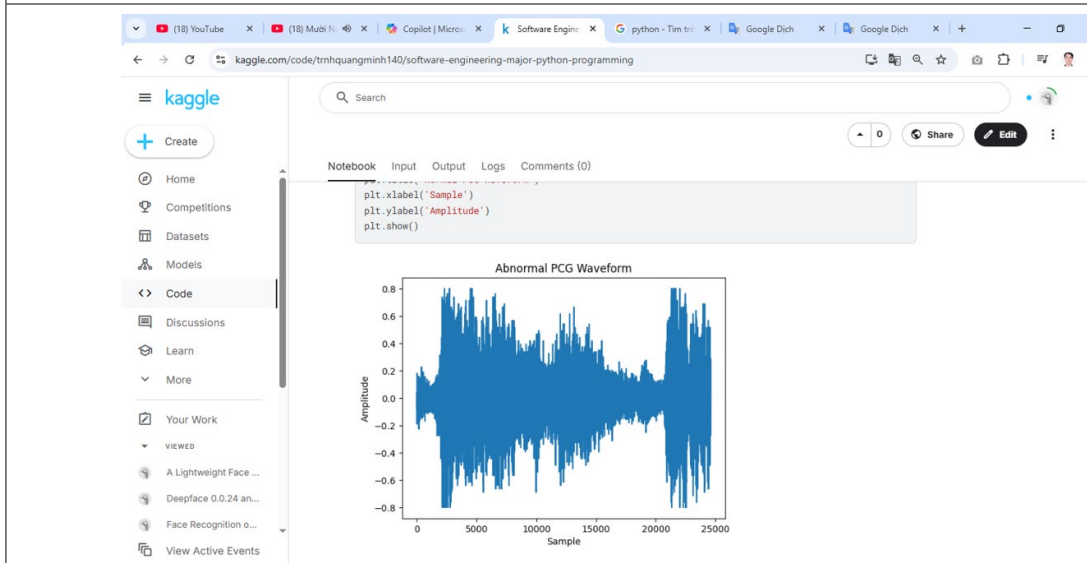 (18) YouTube
(18) Mười N
Copilot | Micros
Software Engine
python - Tìm trê
Google Dịch
Google Dịch
kaggle.com/code/trnhquangminh140/software-engineering-major-python-programming
kaggle
Search
Create
0
Share
Edit
Notebook Input Output Logs Comments (0)
Home
Competitions
Datasets
Models
Code
Discussions
Learn
More
Your Work
VIEWED
A Lightweight Face ...
Deepface 0.0.24 an...
Face Recognition o...
View Active Events
plt.xlabel('Sample')
plt.ylabel('Amplitude')
plt.show()
Abnormal PCG Waveform
Amplitude
0.8
0.6
0.4
0.2
0.0
−0.2
−0.4
−0.6
−0.8
0 5000 10000 15000 20000 25000
Sample